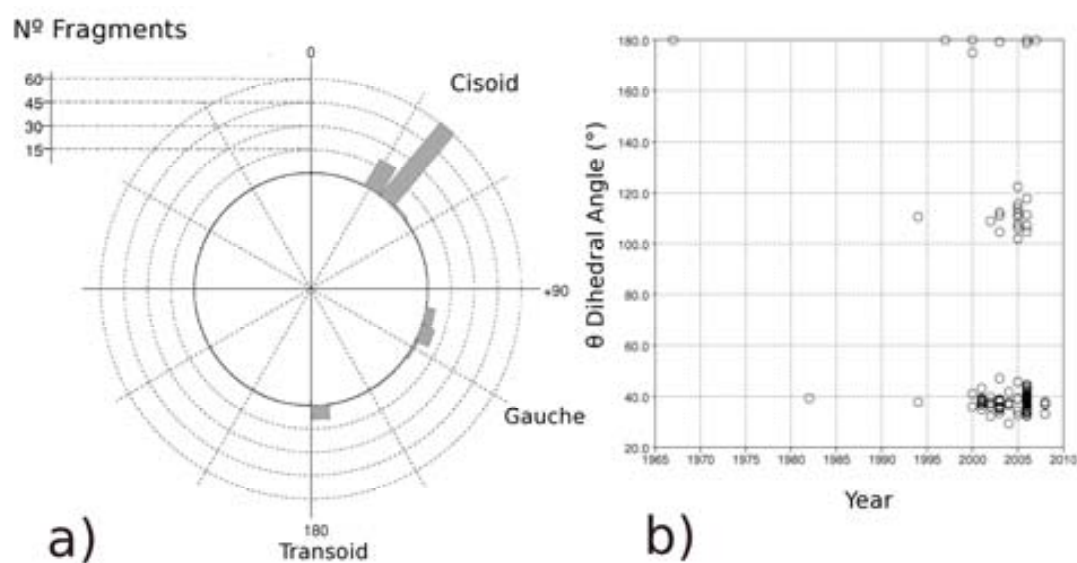 Nº Fragments
0
60
45
30
15
Cisoid
+90
Gauche
180
Transoid
a)
180.0
160.0
140.0
120.0
100.0
80.0
60.0
40.0
20.0
θ Dihedral Angle (°)
1965 1970 1975 1980 1985 1990 1995 2000 2005 2010
Year
b)